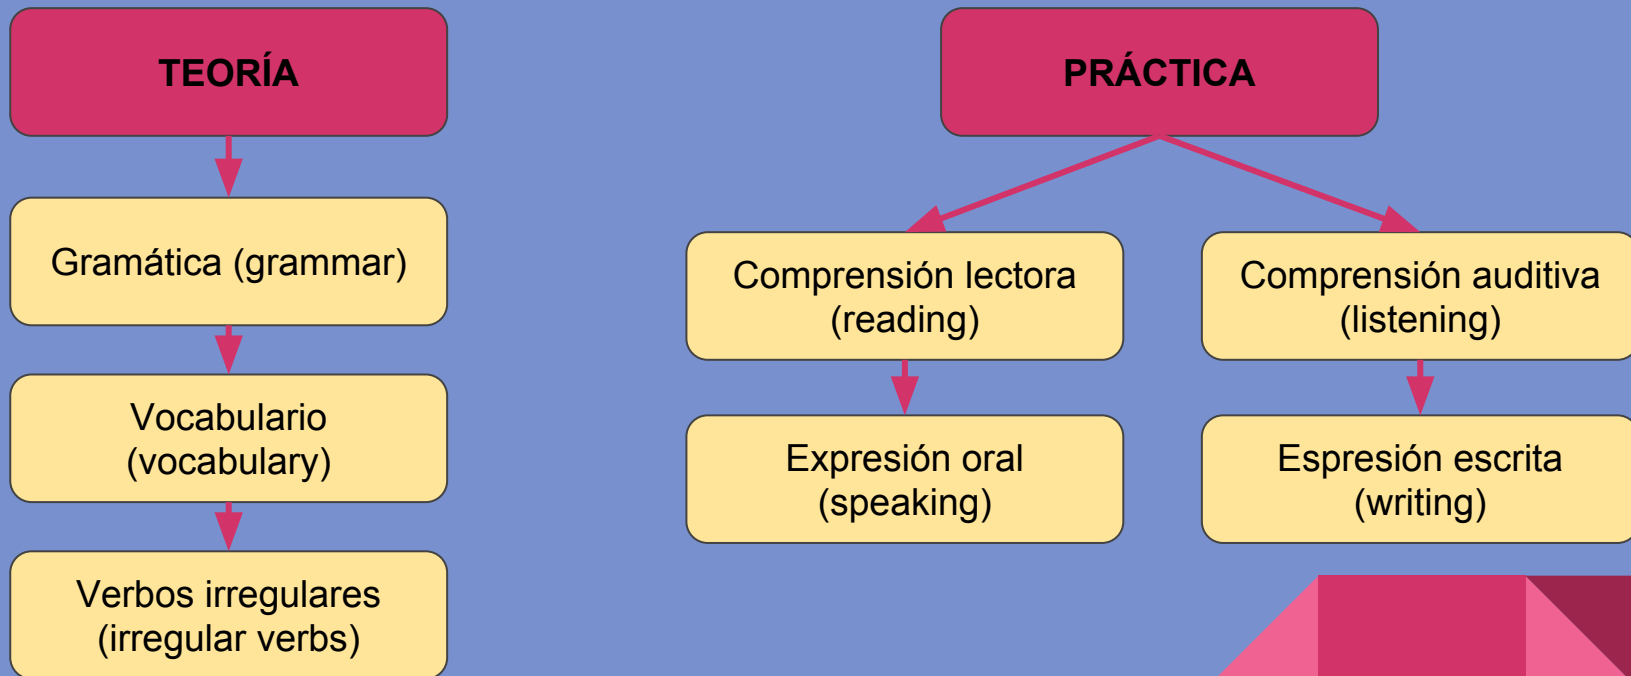 TEORÍA
PRÁCTICA
Gramática (grammar)
Comprensión lectora
(reading)
Comprensión auditiva
(listening)
Vocabulario
(vocabulary)
Expresión oral
(speaking)
Espresión escrita
(writing)
Verbos irregulares
(irregular verbs)